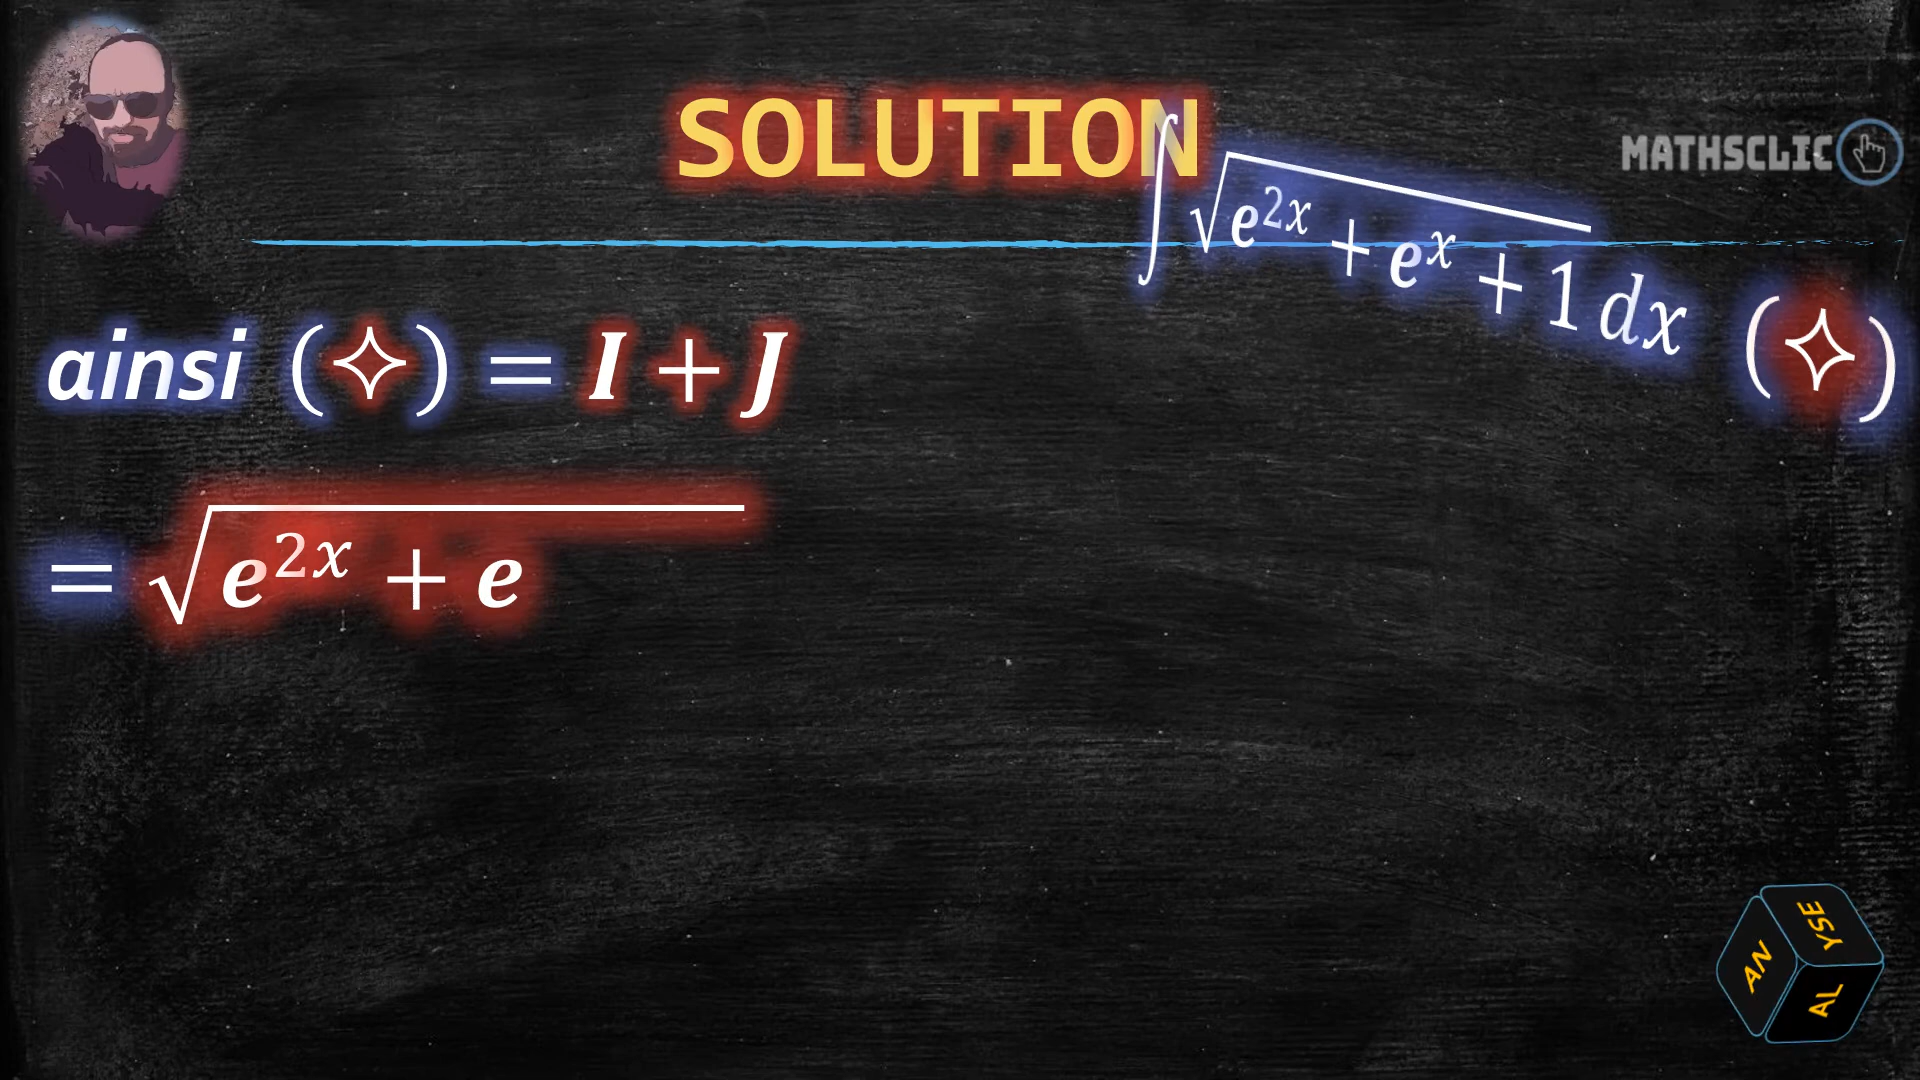 SOLUTION
MATHSCLIC
∫√(e^{2x} + e^x + 1) dx (✧)
ainsi (✧) = I + J
= √(e^{2x} + e
AN
AL
YSE